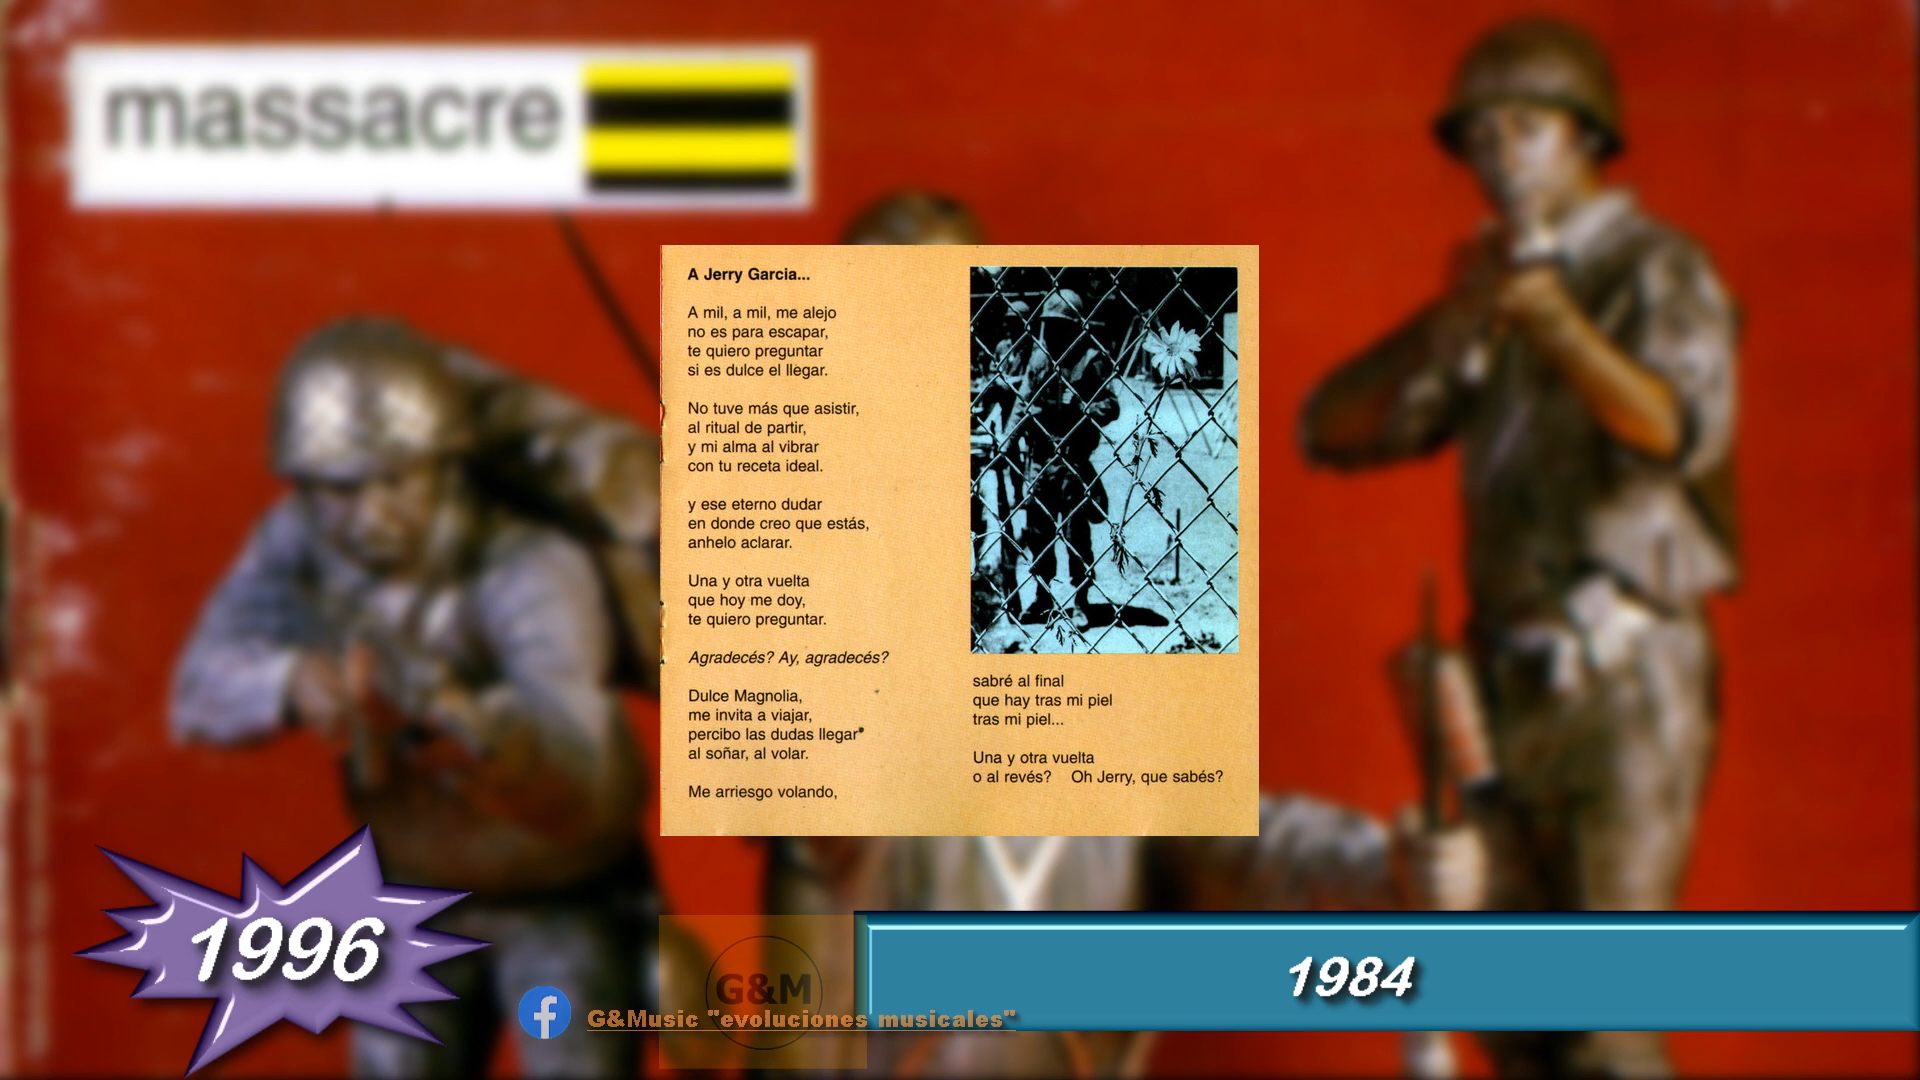 massacre
A Jerry Garcia...
A mil, a mil, me alejo
no es para escapar,
te quiero preguntar
si es dulce el llegar.
No tuve más que asistir,
al ritual de partir,
y mi alma al vibrar
con tu receta ideal.
y ese eterno dudar
en donde creo que estás,
anhelo aclarar.
Una y otra vuelta
que hoy me doy,
te quiero preguntar.
Agradecés? Ay, agradecés?
Dulce Magnolia,
me invita a viajar,
percibo las dudas llegar
al soñar, al volar.
Me arriesgo volando,
sabré al final
que hay tras mi piel
tras mi piel...
Una y otra vuelta
o al revés? Oh Jerry, que sabés?
1996
1984
G&M
G&Music "evoluciones musicales"